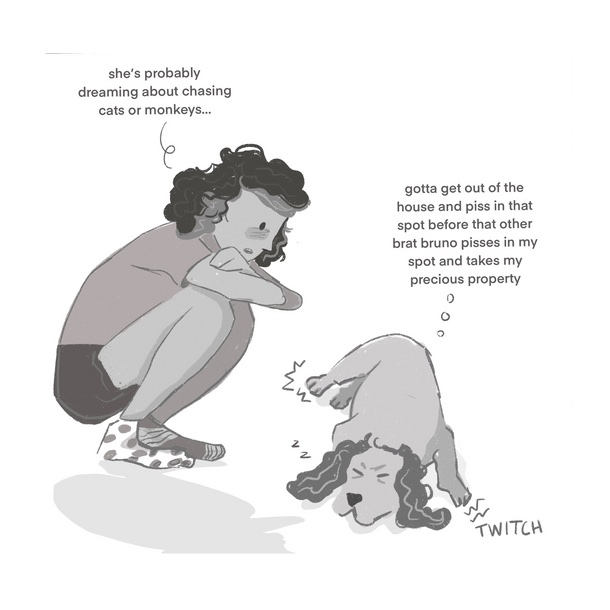 she's probably
dreaming about chasing
cats or monkeys...
gotta get out of the
house and piss in that
spot before that other
brat bruno pisses in my
spot and takes my
precious property
z
z
TWITCH